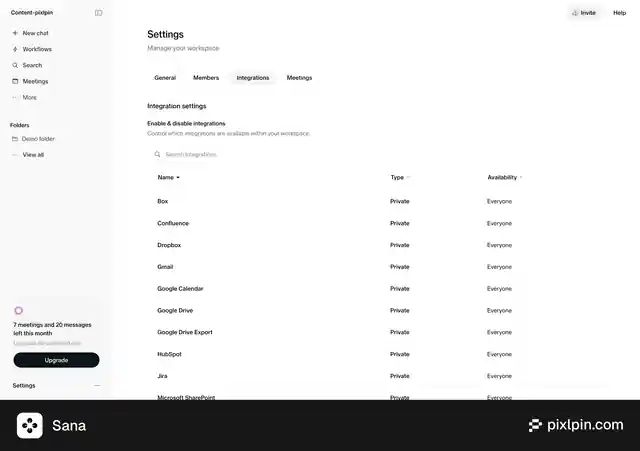 Content-pixlpin
Invite
Help
New chat
Workflows
Search
Meetings
More
Folders
Demo folder
View all
7 meetings and 20 messages
left this month
Upgrade
Settings
Settings
Manage your workspace
General Members Integrations Meetings
Integration settings
Enable & disable integrations
Control which integrations are available within your workspace.
Search integrations
Name Type Availability
Box Private Everyone
Confluence Private Everyone
Dropbox Private Everyone
Gmail Private Everyone
Google Calendar Private Everyone
Google Drive Private Everyone
Google Drive Export Private Everyone
HubSpot Private Everyone
Jira Private Everyone
Microsoft SharePoint Private Everyone
Sana
pixlpin.com